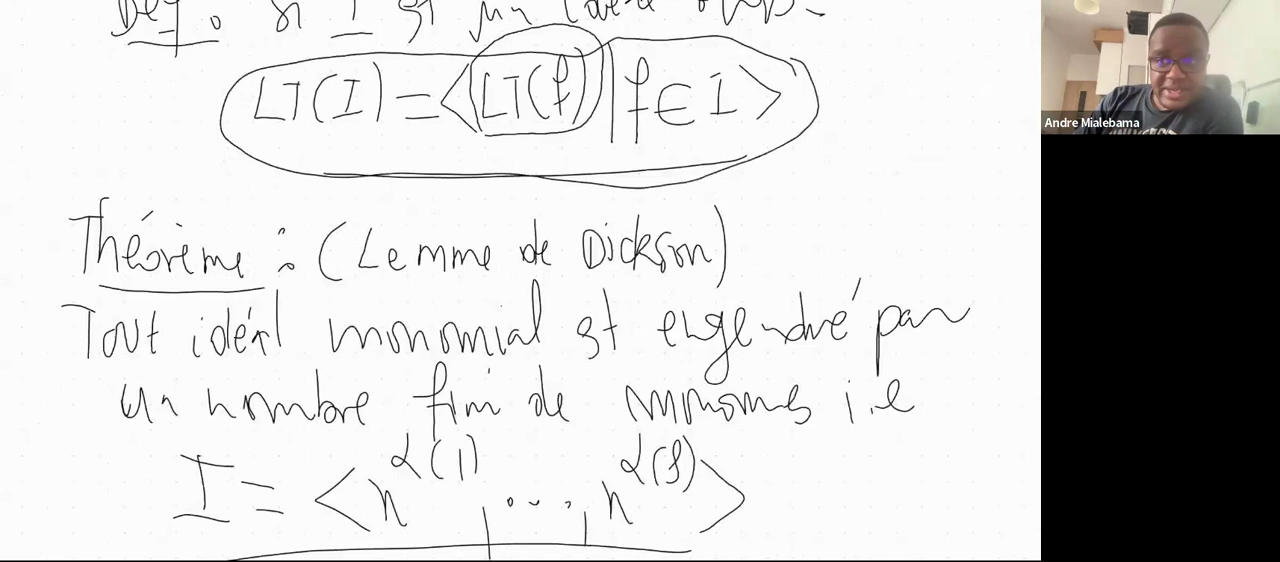 Def. si I est un idéal
LT(I) = <LT(f) | f ∈ I>
Andre Mialebama
Théorème : (Lemme de Dickson)
Tout idéal monomial est engendré par
un nombre fini de monômes i.e
I = <x^α(1), ..., x^α(s)>